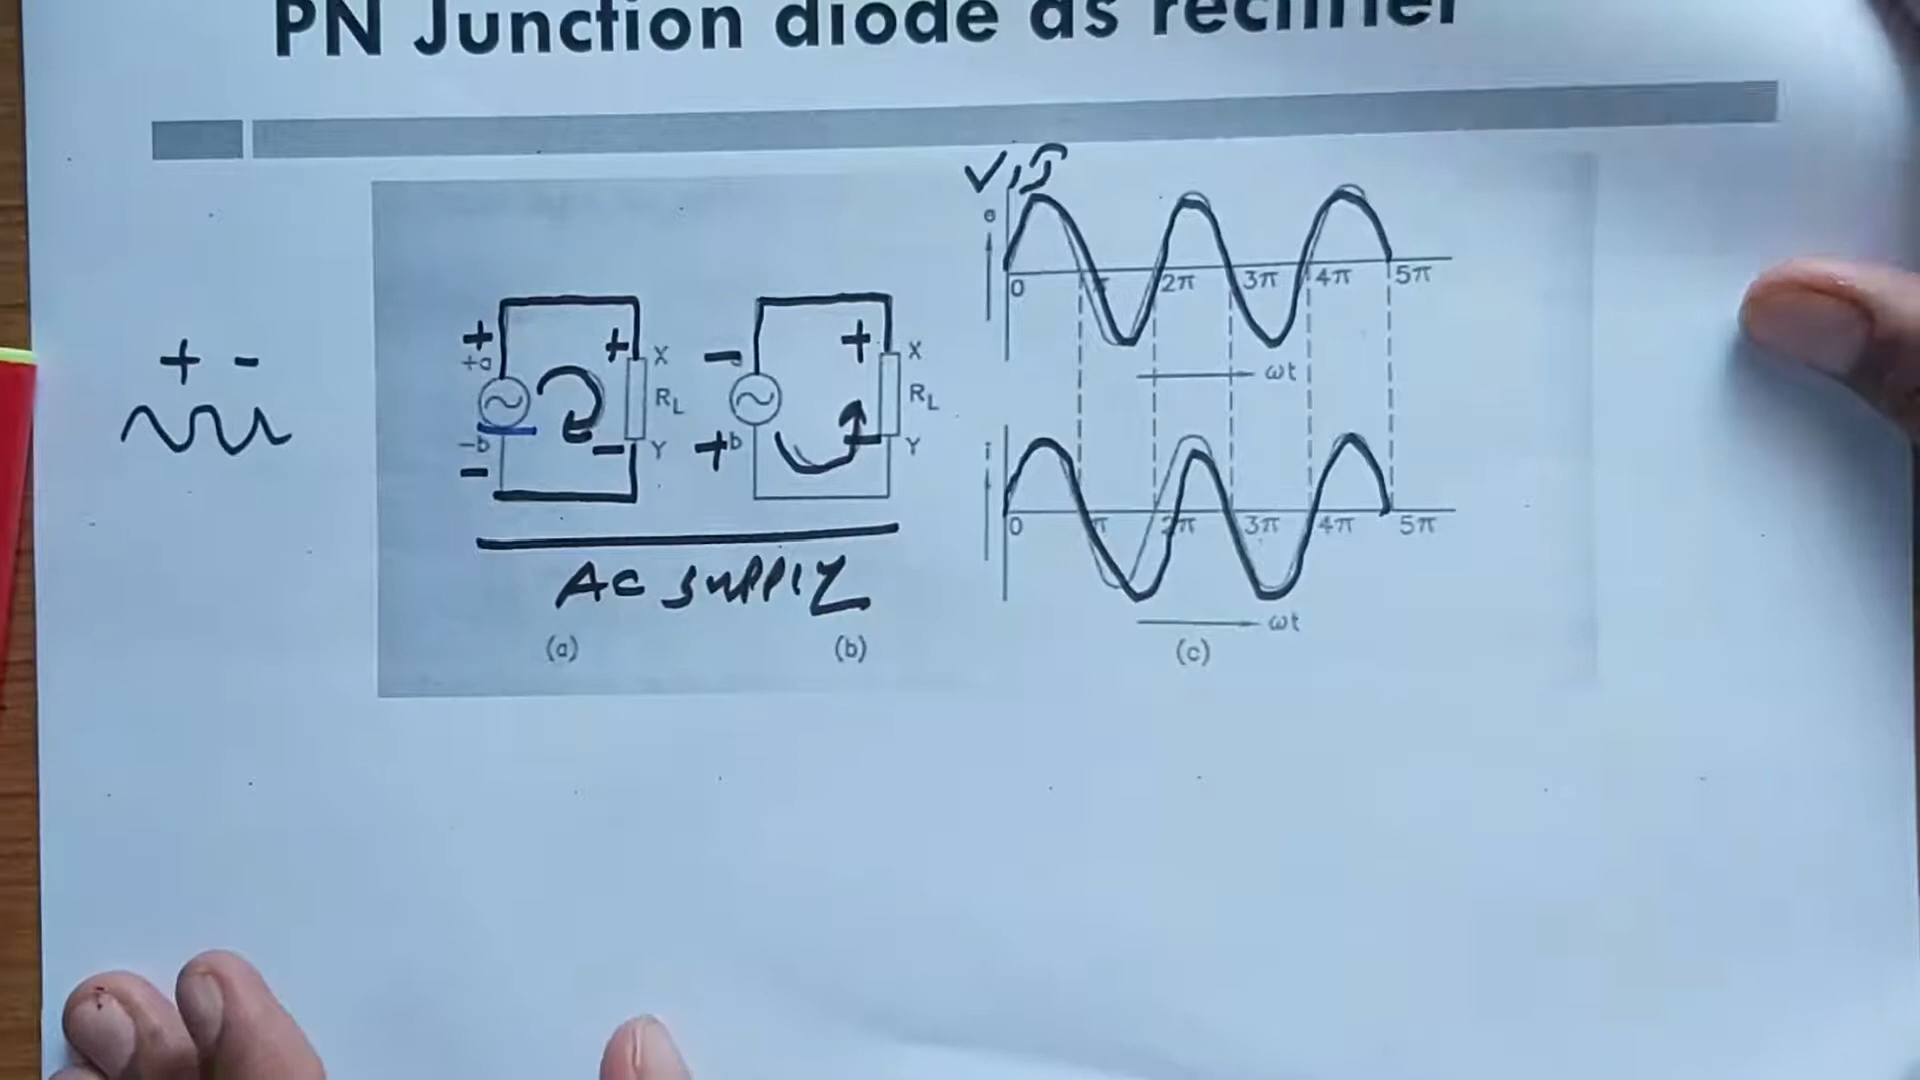 PN Junction diode as rectifier
V, I
e
0 π 2π 3π 4π 5π
ωt
+ -
+ + X - + X
+a
RL RL
-b - Y +b Y
-
i
0 π 2π 3π 4π 5π
ωt
AC supply
(a) (b) (c)